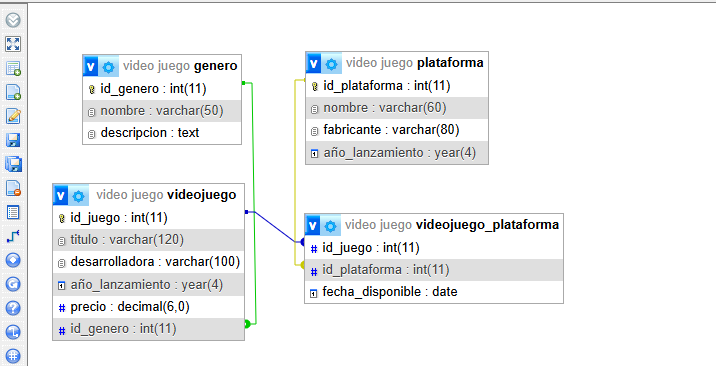 video juego genero
id_genero : int(11)
nombre : varchar(50)
descripcion : text
video juego plataforma
id_plataforma : int(11)
nombre : varchar(60)
fabricante : varchar(80)
año_lanzamiento : year(4)
video juego videojuego
id_juego : int(11)
titulo : varchar(120)
desarrolladora : varchar(100)
año_lanzamiento : year(4)
# precio : decimal(6,0)
# id_genero : int(11)
video juego videojuego_plataforma
# id_juego : int(11)
# id_plataforma : int(11)
fecha_disponible : date